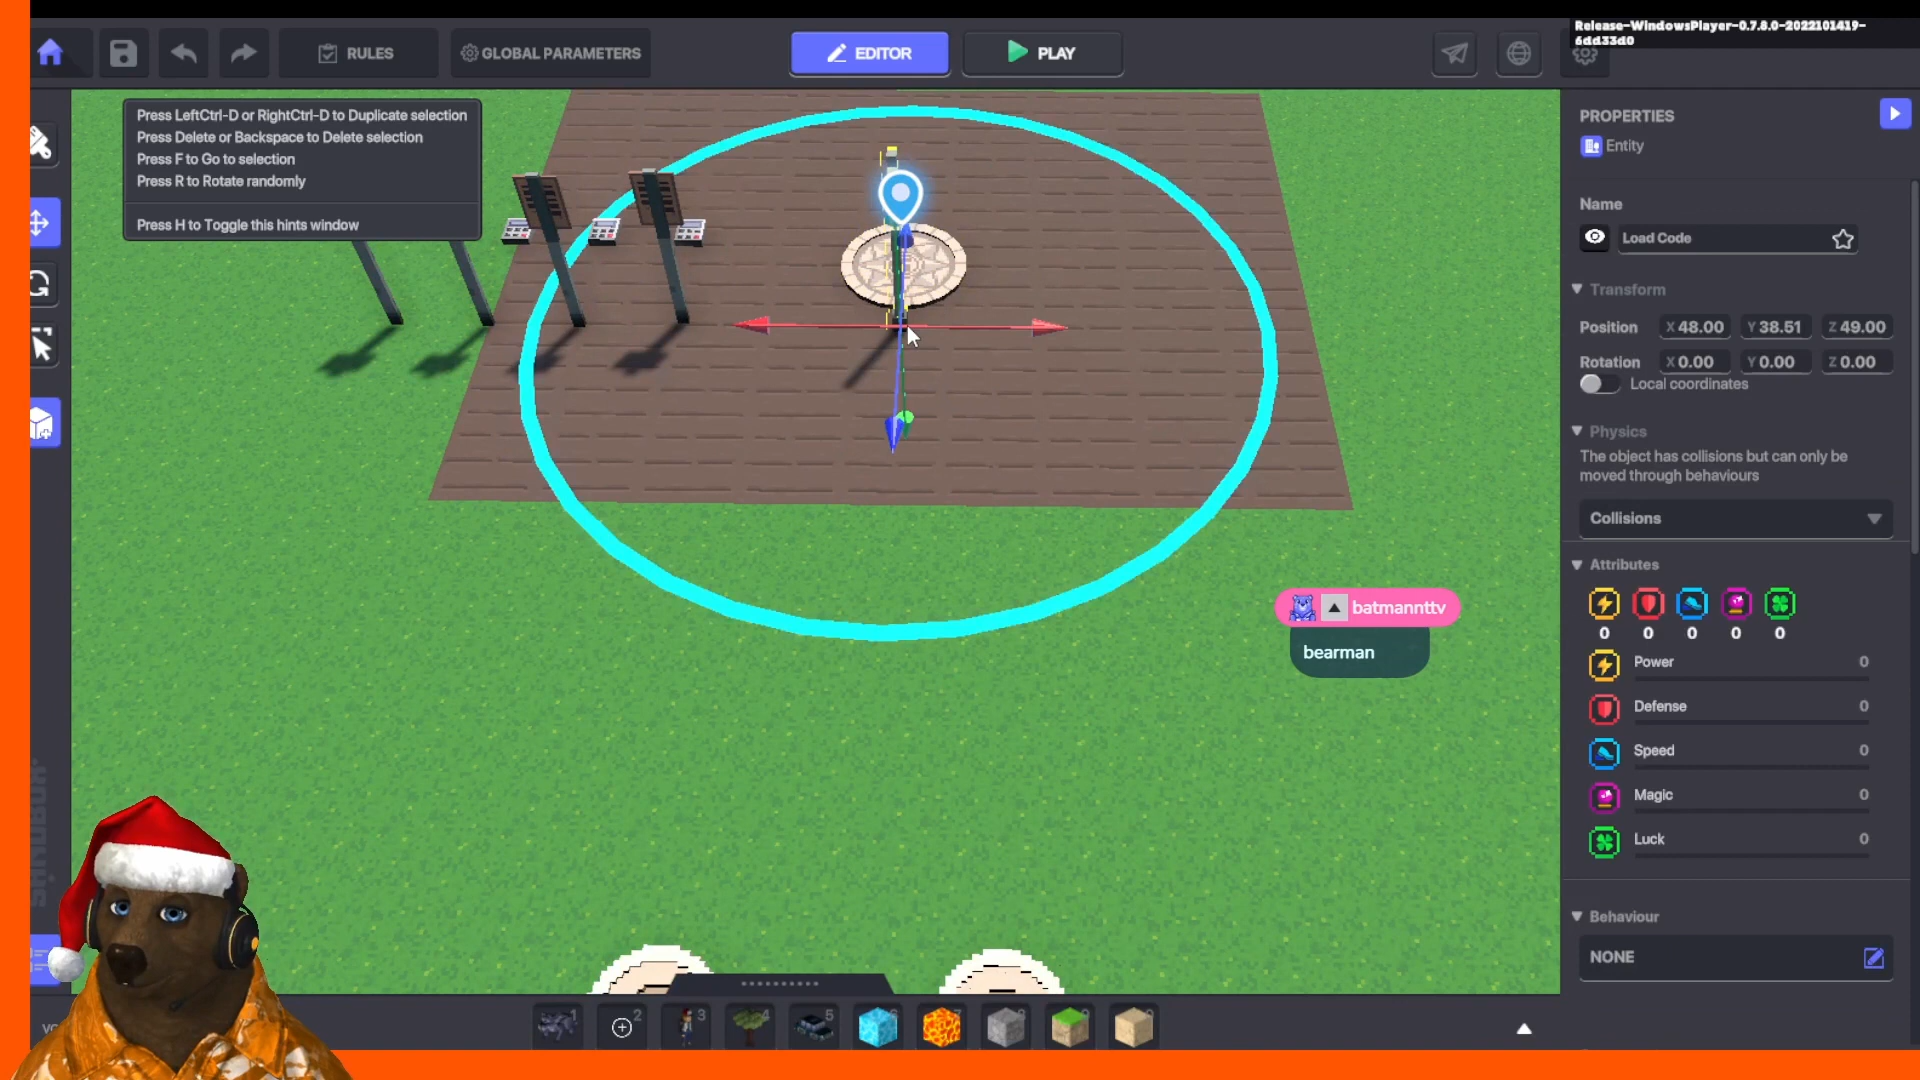 Release-WindowsPlayer-0.7.8.0-2022101419-
6dd33d0
RULES
GLOBAL PARAMETERS
EDITOR
PLAY
Press LeftCtrl-D or RightCtrl-D to Duplicate selection
Press Delete or Backspace to Delete selection
Press F to Go to selection
Press R to Rotate randomly
Press H to Toggle this hints window
PROPERTIES
Entity
Name
Load Code
Transform
Position X 48.00 Y 38.51 Z 49.00
Rotation X 0.00 Y 0.00 Z 0.00
Local coordinates
Physics
The object has collisions but can only be
moved through behaviours
Collisions
Attributes
0 0 0 0 0
Power 0
Defense 0
Speed 0
Magic 0
Luck 0
Behaviour
NONE
batmannttv
bearman
1 2 3 4 5